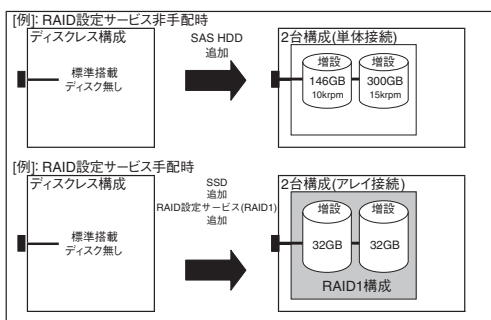 [例]: RAID設定サービス非手配時
ディスクレス構成
標準搭載
ディスク無し
SAS HDD
追加
2台構成(単体接続)
増設
146GB
10krpm
増設
300GB
15krpm
[例]: RAID設定サービス手配時
ディスクレス構成
標準搭載
ディスク無し
SSD
追加
RAID設定サービス(RAID1)
追加
2台構成(アレイ接続)
増設
32GB
増設
32GB
RAID1構成